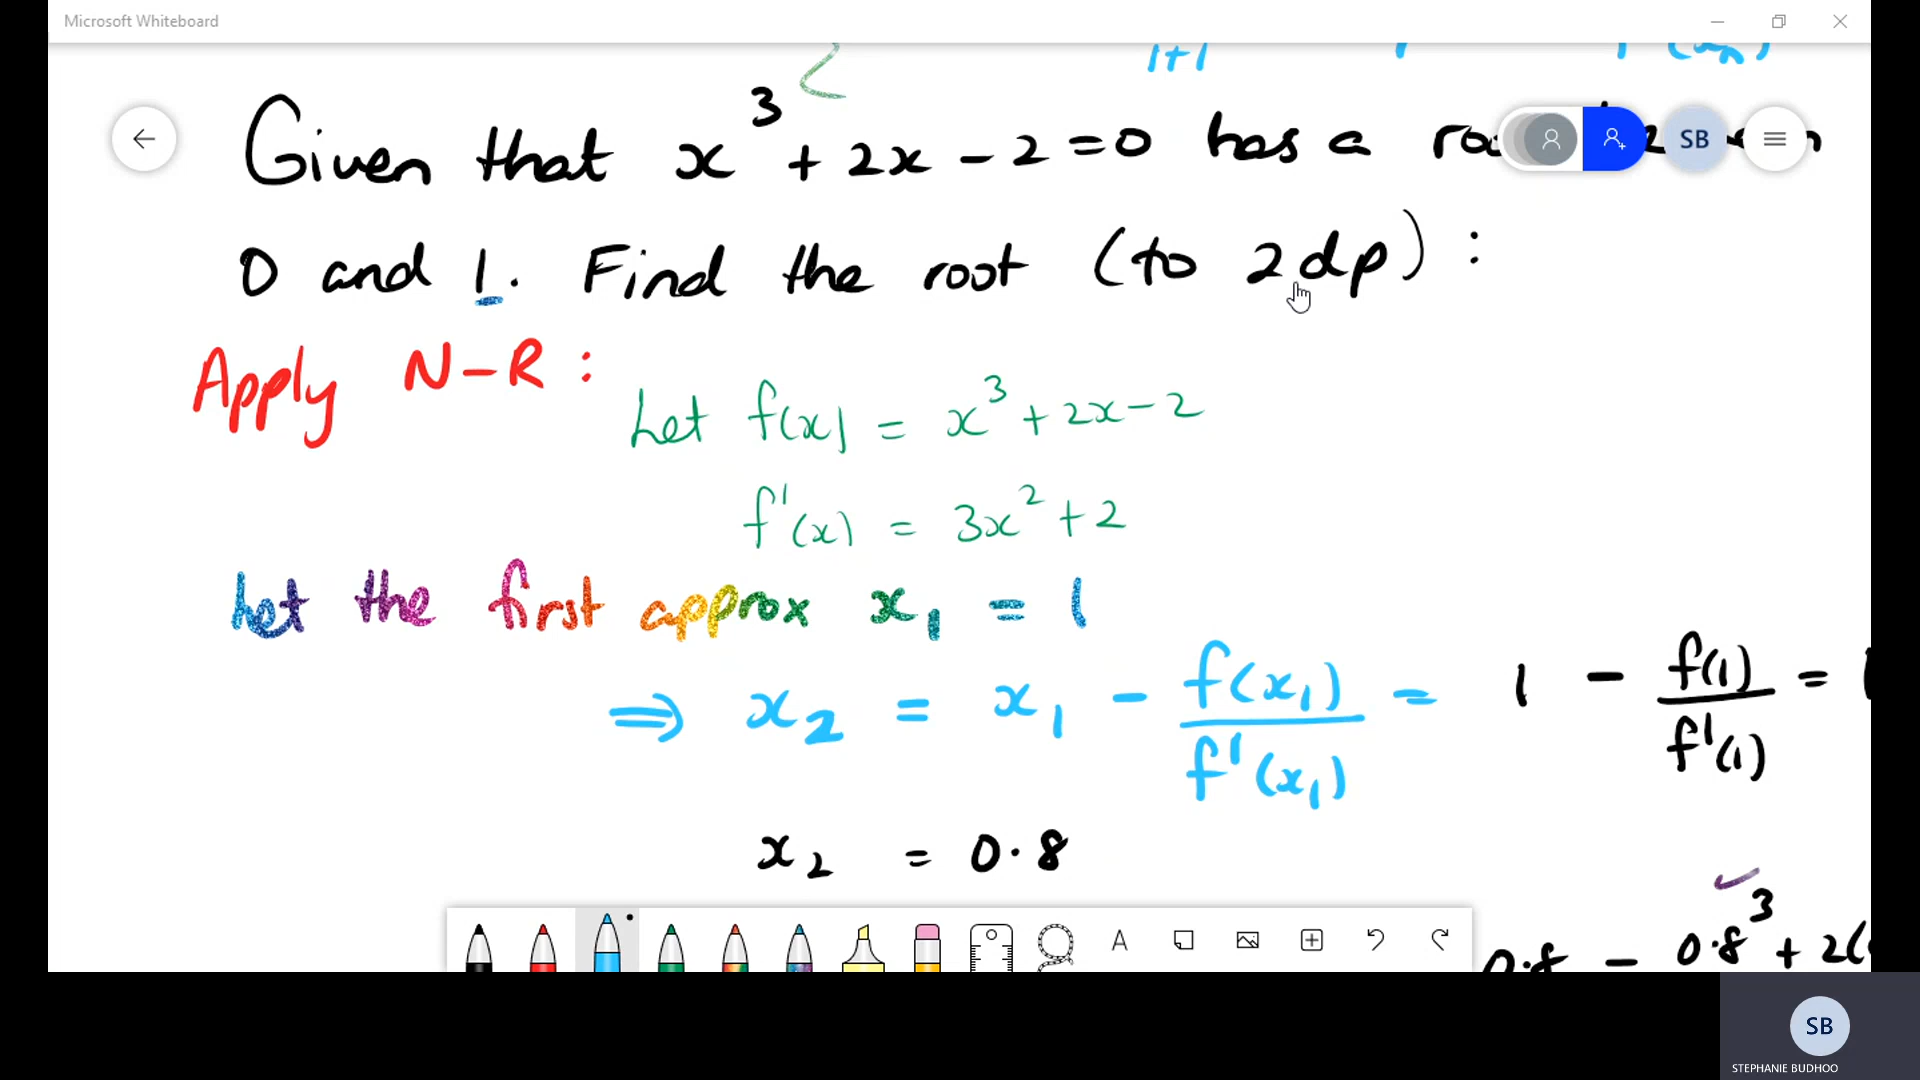 Microsoft Whiteboard
Given that x³ + 2x - 2 = 0 has a
SB
0 and 1. Find the root (to 2dp) :
Apply N-R :
Let f(x) = x³ + 2x - 2
f'(x) = 3x² + 2
Let the first approx x₁ = 1
⇒ x₂ = x₁ - f(x₁)/f'(x₁) = 1 - f(1)/f'(1) =
x₂ = 0.8
0.8 - 0.8³ + 2(
SB
STEPHANIE BUDHOO